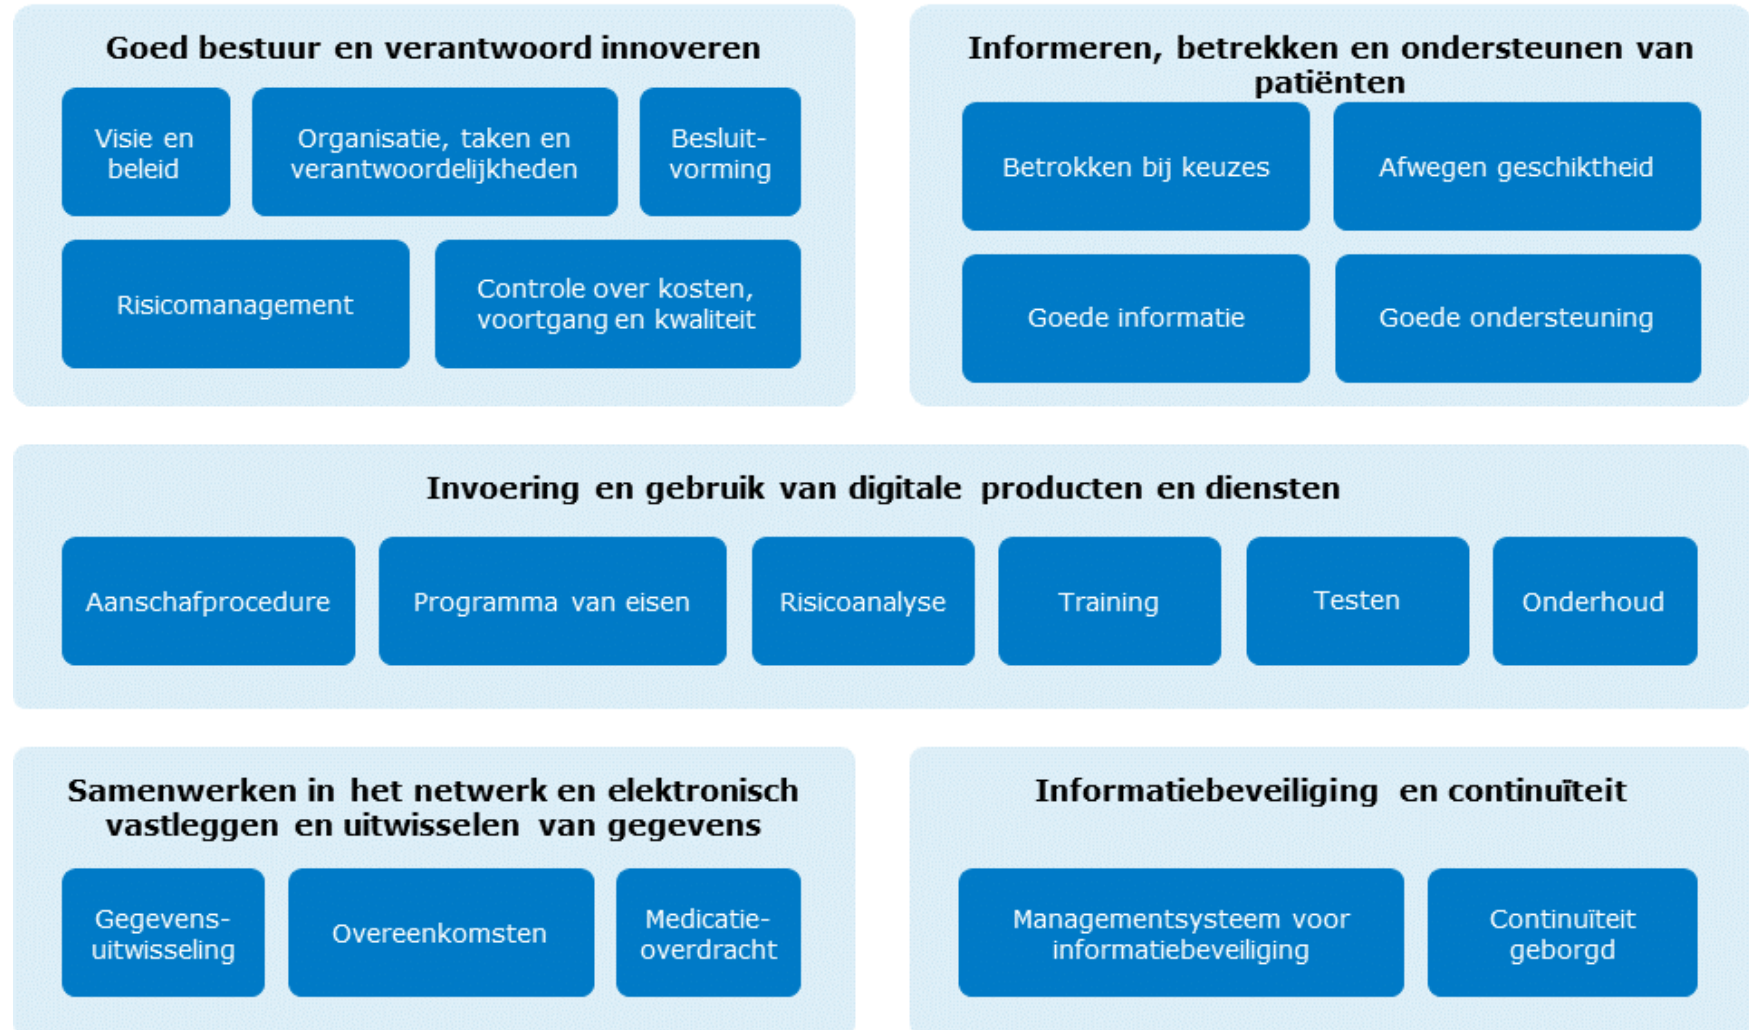 Goed bestuur en verantwoord innoveren
Visie en
beleid
Organisatie, taken en
verantwoordelijkheden
Besluit-
vorming
Risicomanagement
Controle over kosten,
voortgang en kwaliteit
Informeren, betrekken en ondersteunen van
patiënten
Betrokken bij keuzes
Afwegen geschiktheid
Goede informatie
Goede ondersteuning
Invoering en gebruik van digitale producten en diensten
Aanschafprocedure
Programma van eisen
Risicoanalyse
Training
Testen
Onderhoud
Samenwerken in het netwerk en elektronisch
vastleggen en uitwisselen van gegevens
Gegevens-
uitwisseling
Overeenkomsten
Medicatie-
overdracht
Informatiebeveiliging en continuïteit
Managementsysteem voor
informatiebeveiliging
Continuïteit
geborgd